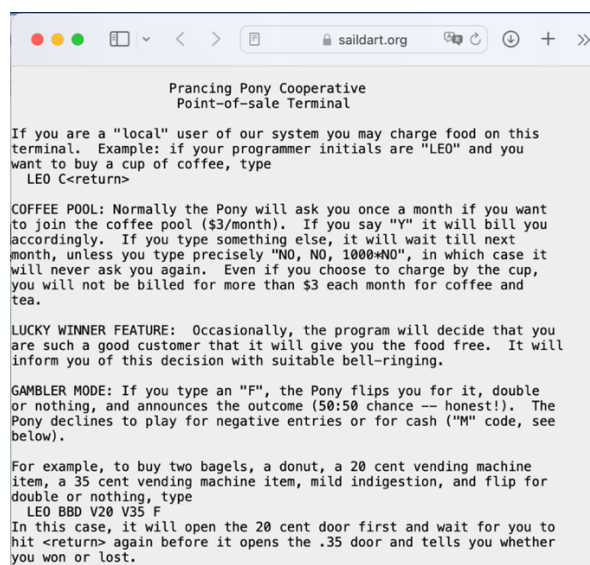 saildart.org
Prancing Pony Cooperative
Point-of-sale Terminal
If you are a "local" user of our system you may charge food on this
terminal.  Example: if your programmer initials are "LEO" and you
want to buy a cup of coffee, type
LEO C<return>
COFFEE POOL: Normally the Pony will ask you once a month if you want
to join the coffee pool ($3/month).  If you say "Y" it will bill you
accordingly.  If you type something else, it will wait till next
month, unless you type precisely "NO, NO, 1000*NO", in which case it
will never ask you again.  Even if you choose to charge by the cup,
you will not be billed for more than $3 each month for coffee and
tea.
LUCKY WINNER FEATURE:  Occasionally, the program will decide that you
are such a good customer that it will give you the food free.  It will
inform you of this decision with suitable bell-ringing.
GAMBLER MODE: If you type an "F", the Pony flips you for it, double
or nothing, and announces the outcome (50:50 chance -- honest!).  The
Pony declines to play for negative entries or for cash ("M" code, see
below).
For example, to buy two bagels, a donut, a 20 cent vending machine
item, a 35 cent vending machine item, mild indigestion, and flip for
double or nothing, type
LEO BBD V20 V35 F
In this case, it will open the 20 cent door first and wait for you to
hit <return> again before it opens the .35 door and tells you whether
you won or lost.